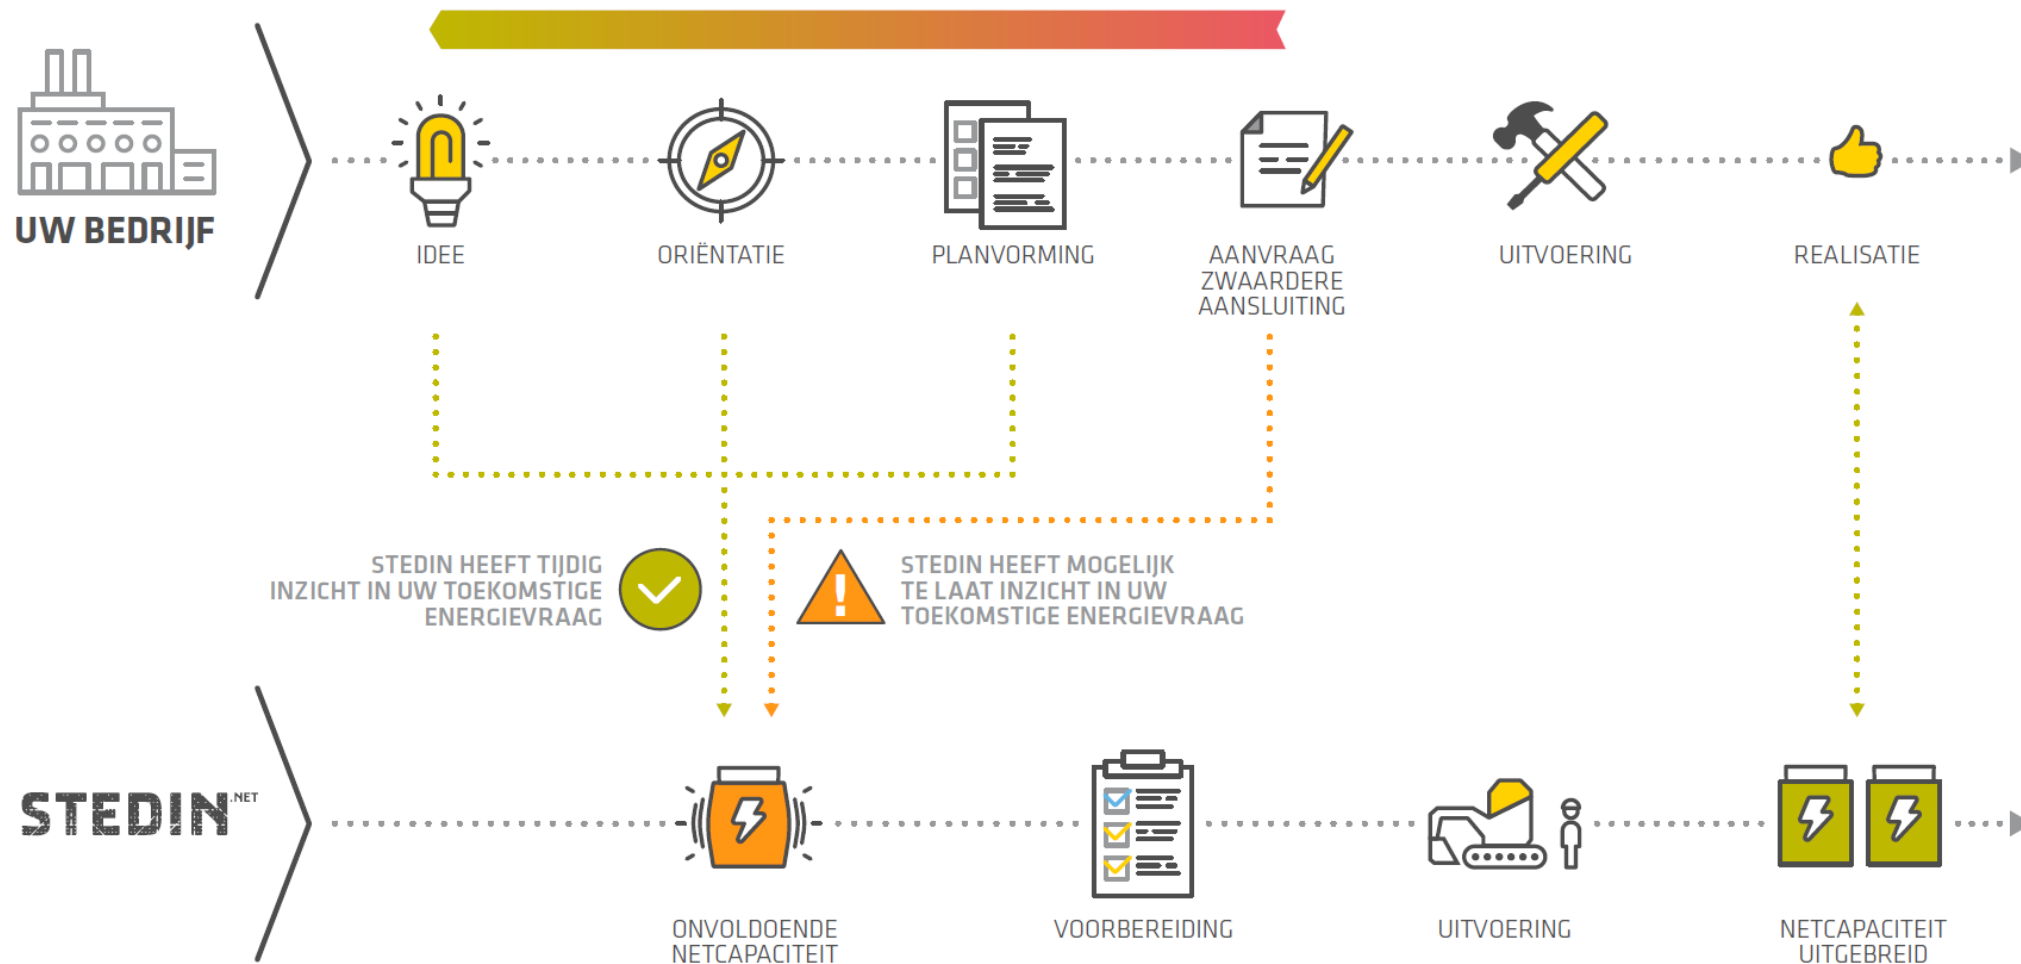 UW BEDRIJF
IDEE
ORIËNTATIE
PLANVORMING
AANVRAAG
ZWAARDERE
AANSLUITING
UITVOERING
REALISATIE
STEDIN HEEFT TIJDIG
INZICHT IN UW TOEKOMSTIGE
ENERGIEVRAAG
STEDIN HEEFT MOGELIJK
TE LAAT INZICHT IN UW
TOEKOMSTIGE ENERGIEVRAAG
STEDIN.NET
ONVOLDOENDE
NETCAPACITEIT
VOORBEREIDING
UITVOERING
NETCAPACITEIT
UITGEBREID